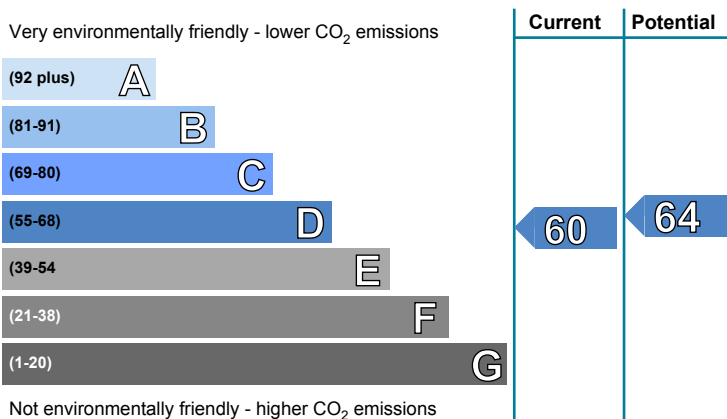 Current Potential
Very environmentally friendly - lower CO2 emissions
(92 plus) A
(81-91) B
(69-80) C
(55-68) D 60 64
(39-54 E
(21-38) F
(1-20) G
Not environmentally friendly - higher CO2 emissions